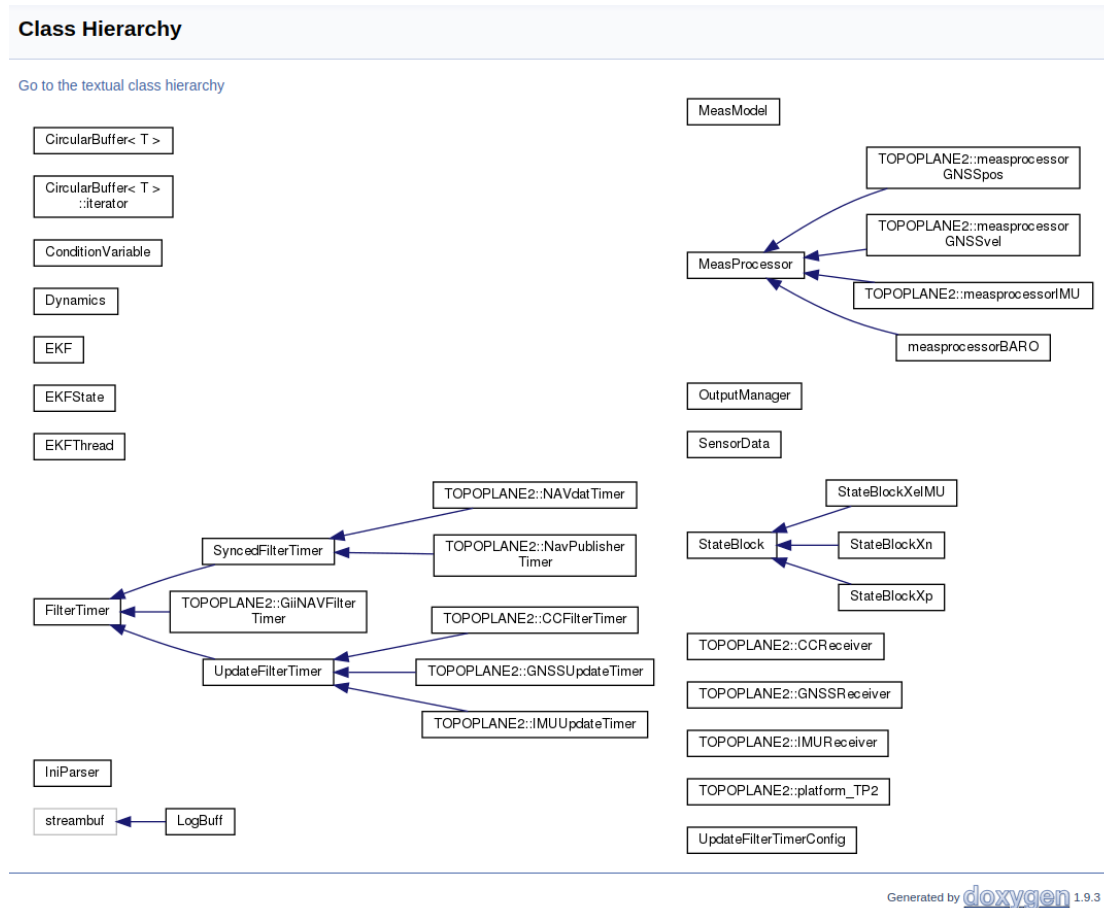 Class Hierarchy
Go to the textual class hierarchy
CircularBuffer< T >
CircularBuffer< T >
::iterator
ConditionVariable
Dynamics
EKF
EKFState
EKFThread
FilterTimer
SyncedFilterTimer
TOPOPLANE2::GiiNAVFilter
Timer
UpdateFilterTimer
TOPOPLANE2::NAVdatTimer
TOPOPLANE2::NavPublisher
Timer
TOPOPLANE2::CCFilterTimer
TOPOPLANE2::GNSSUpdateTimer
TOPOPLANE2::IMUUpdateTimer
IniParser
streambuf
LogBuff
MeasModel
MeasProcessor
TOPOPLANE2::measprocessor
GNSSpos
TOPOPLANE2::measprocessor
GNSSvel
TOPOPLANE2::measprocessorIMU
measprocessorBARO
OutputManager
SensorData
StateBlock
StateBlockXeIMU
StateBlockXn
StateBlockXp
TOPOPLANE2::CCReceiver
TOPOPLANE2::GNSSReceiver
TOPOPLANE2::IMUReceiver
TOPOPLANE2::platform_TP2
UpdateFilterTimerConfig
Generated by doxygen 1.9.3